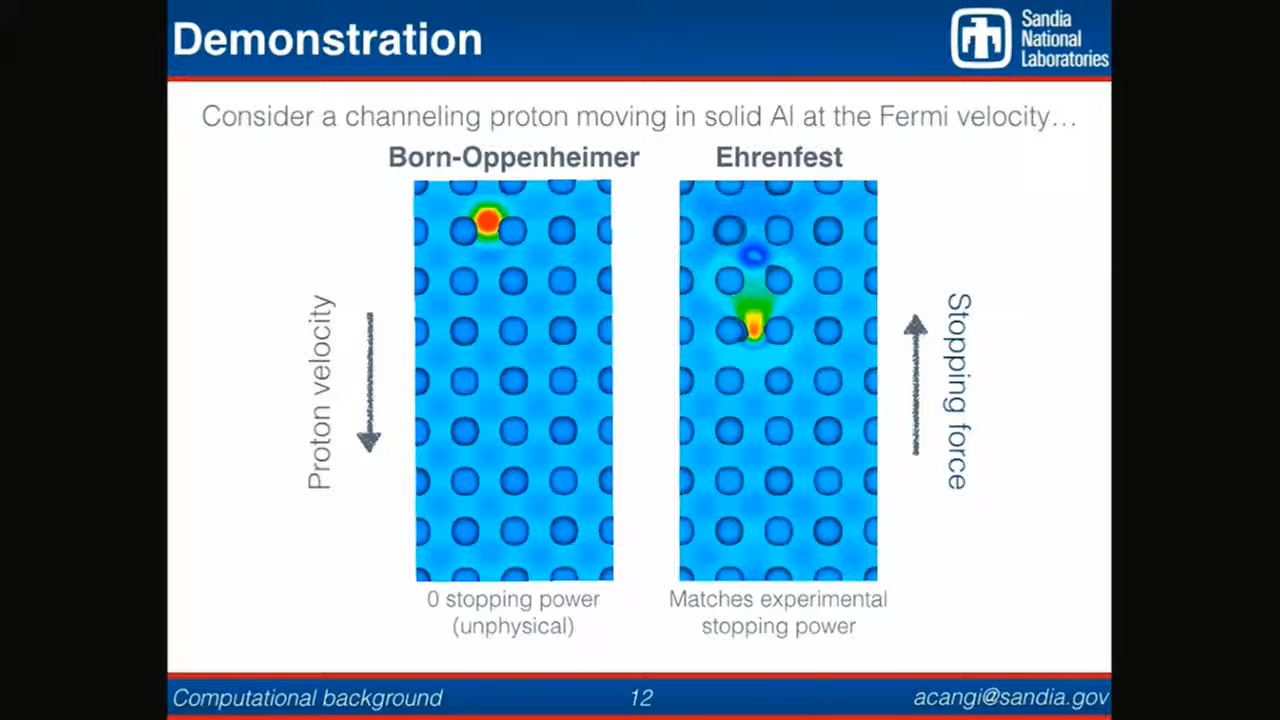 Demonstration
Sandia
National
Laboratories
Consider a channeling proton moving in solid Al at the Fermi velocity…
Born-Oppenheimer
Ehrenfest
Proton velocity
Stopping force
0 stopping power
(unphysical)
Matches experimental
stopping power
Computational background
12
acangi@sandia.gov